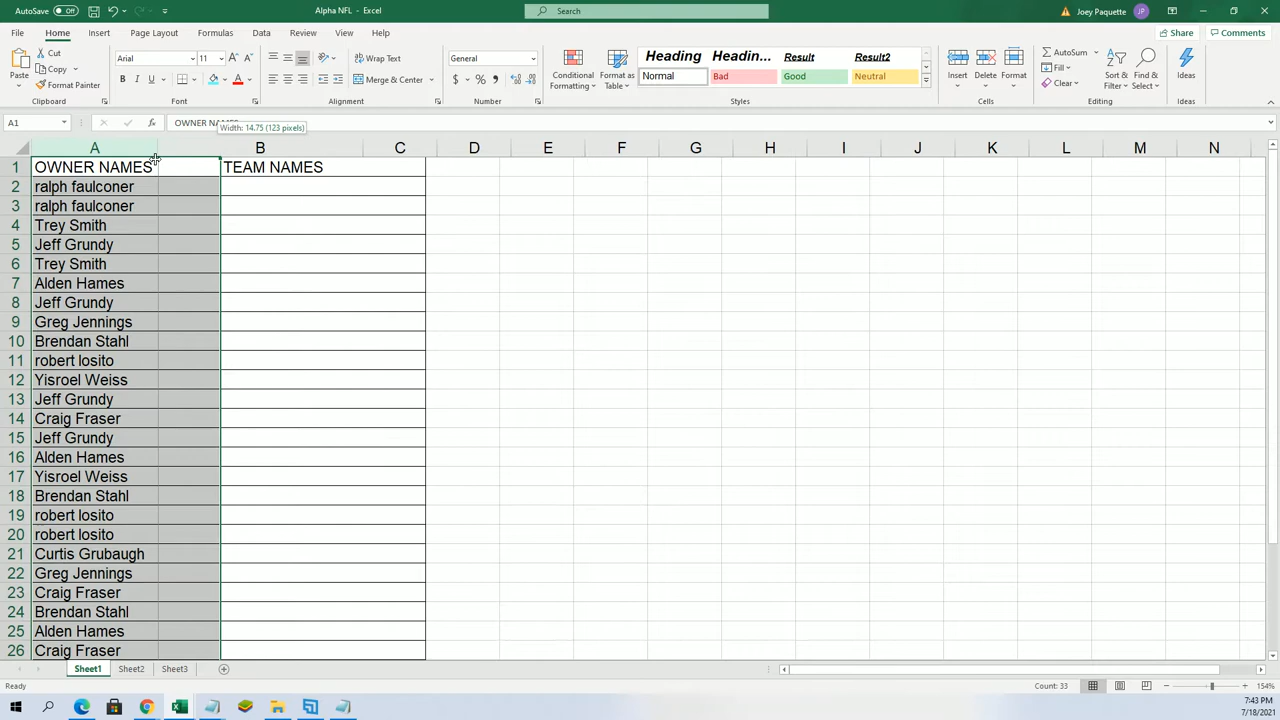 AutoSave Off
Alpha NFL - Excel
Search
Joey Paquette JP
File Home Insert Page Layout Formulas Data Review View Help
Share Comments
Paste
Cut
Copy
Format Painter
Clipboard
Arial 11
B I U
Font
Wrap Text
Merge & Center
Alignment
General
$ % 9
Number
Conditional Formatting
Format as Table
Heading Headin... Result Result2
Normal Bad Good Neutral
Styles
Insert Delete Format
Cells
AutoSum
Fill
Clear
Sort & Filter
Find & Select
Editing
Ideas
Ideas
A1
Width: 14.75 (123 pixels)
A B C D E F G H I J K L M N
1 OWNER NAMES TEAM NAMES
2 ralph faulconer
3 ralph faulconer
4 Trey Smith
5 Jeff Grundy
6 Trey Smith
7 Alden Hames
8 Jeff Grundy
9 Greg Jennings
10 Brendan Stahl
11 robert losito
12 Yisroel Weiss
13 Jeff Grundy
14 Craig Fraser
15 Jeff Grundy
16 Alden Hames
17 Yisroel Weiss
18 Brendan Stahl
19 robert losito
20 robert losito
21 Curtis Grubaugh
22 Greg Jennings
23 Craig Fraser
24 Brendan Stahl
25 Alden Hames
26 Craig Fraser
Sheet1 Sheet2 Sheet3
Ready
Count: 33
154%
7:43 PM
7/18/2021